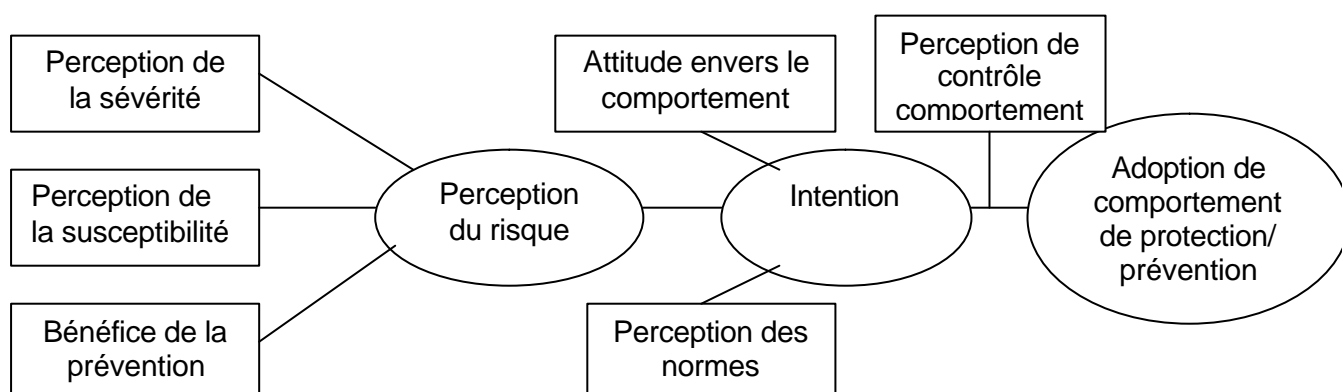 Perception de
la sévérité
Perception de
la susceptibilité
Bénéfice de la
prévention
Perception
du risque
Attitude envers le
comportement
Intention
Perception des
normes
Perception de
contrôle
comportement
Adoption de
comportement
de protection/
prévention